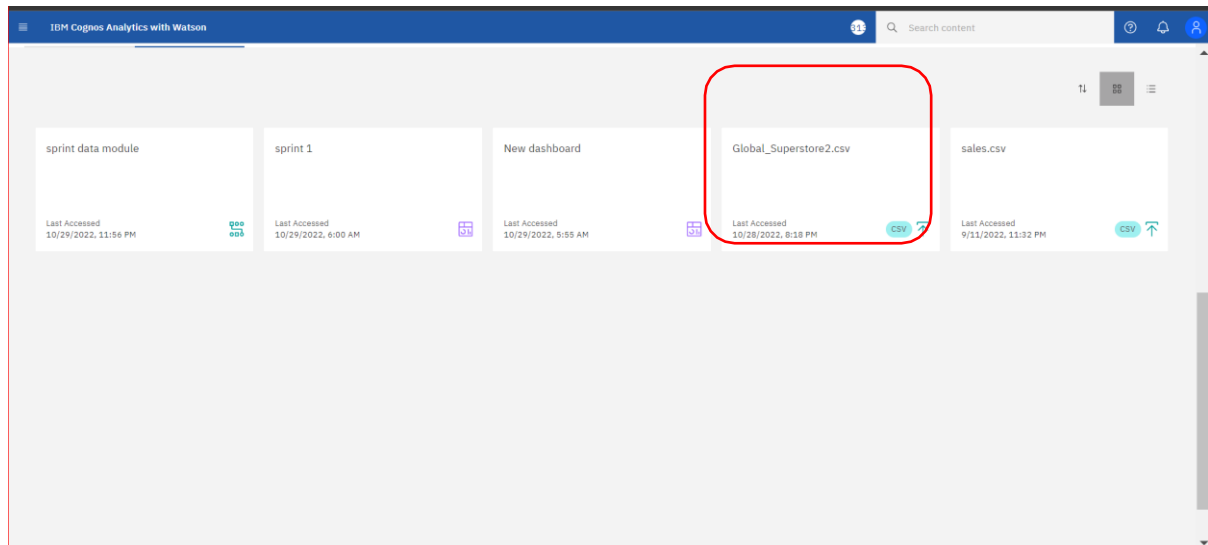 IBM Cognos Analytics with Watson
Search content
sprint data module
Last Accessed
10/29/2022, 11:56 PM
sprint 1
Last Accessed
10/29/2022, 6:00 AM
New dashboard
Last Accessed
10/29/2022, 5:55 AM
Global_Superstore2.csv
Last Accessed
10/28/2022, 8:18 PM
CSV
sales.csv
Last Accessed
9/11/2022, 11:32 PM
CSV